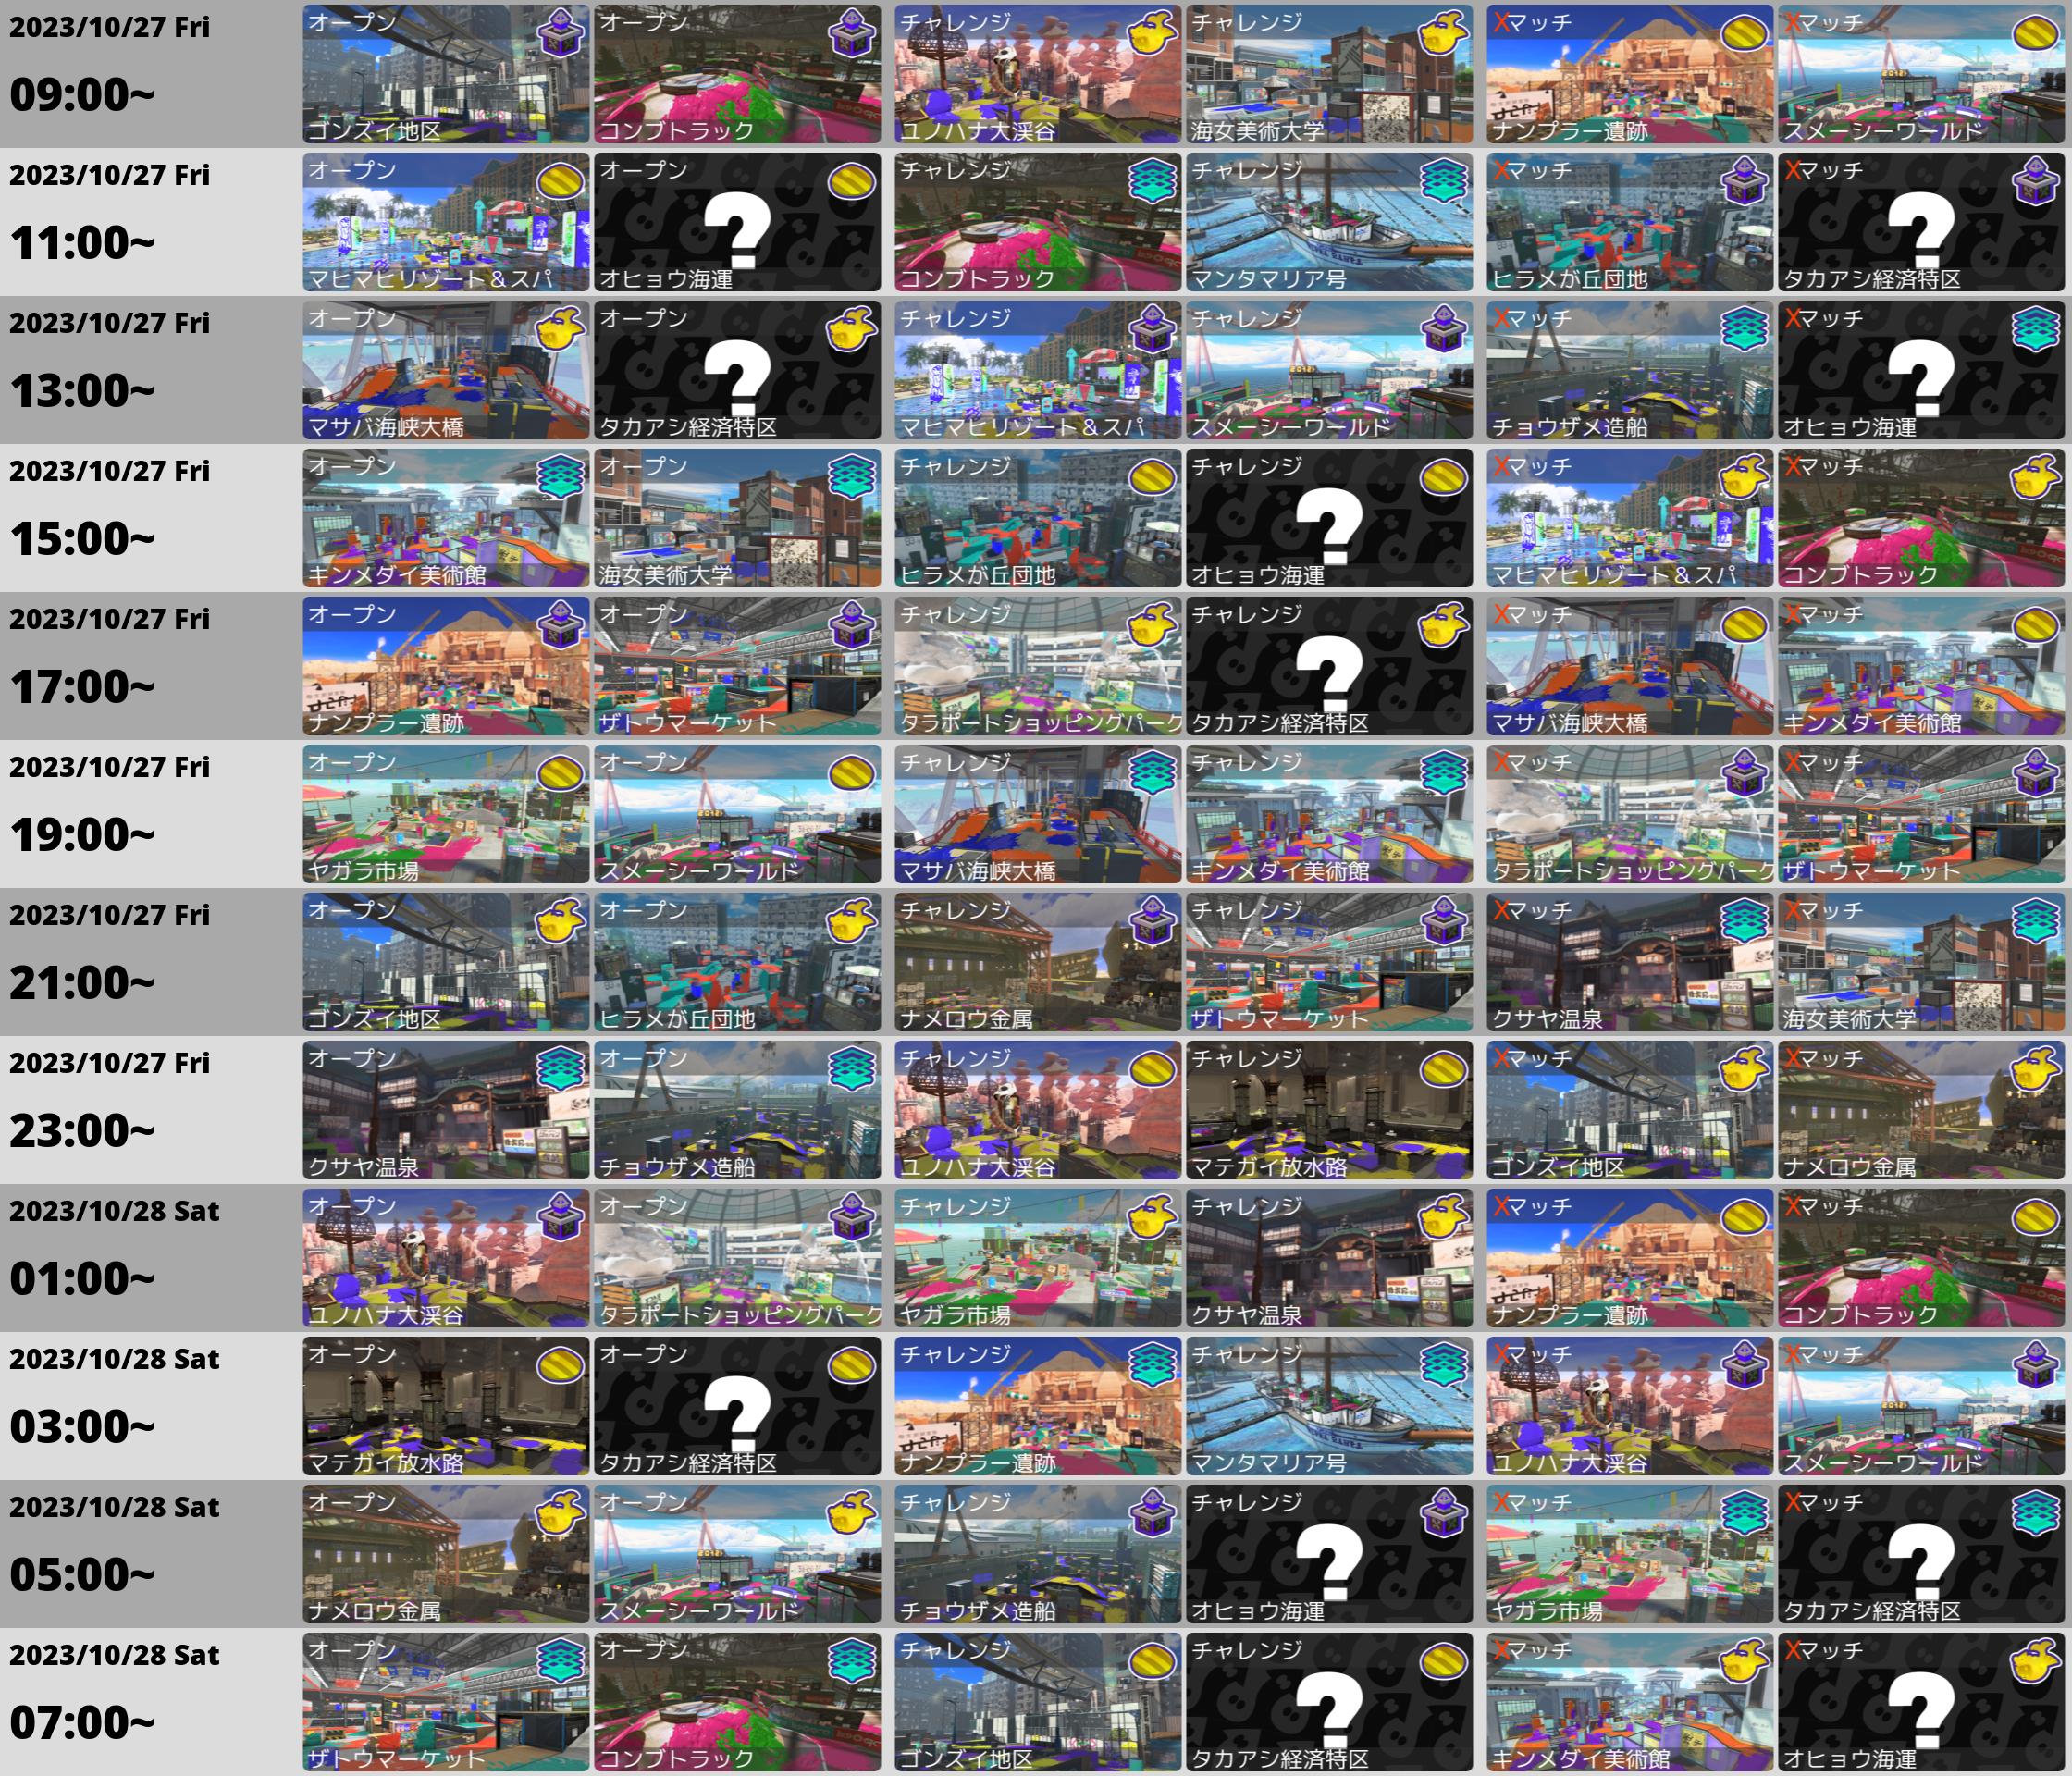 2023/10/27 Fri
09:00~
オープン
ゴンズイ地区
オープン
コンブトラック
チャレンジ
ユノハナ大渓谷
チャレンジ
海女美術大学
Xマッチ
ナンプラー遺跡
Xマッチ
スメーシーワールド
2023/10/27 Fri
11:00~
オープン
マヒマヒリゾート＆スパ
オープン
?
オヒョウ海運
チャレンジ
コンブトラック
チャレンジ
マンタマリア号
Xマッチ
ヒラメが丘団地
Xマッチ
?
タカアシ経済特区
2023/10/27 Fri
13:00~
オープン
マサバ海峡大橋
オープン
?
タカアシ経済特区
チャレンジ
マヒマヒリゾート＆スパ
チャレンジ
スメーシーワールド
Xマッチ
チョウザメ造船
Xマッチ
?
オヒョウ海運
2023/10/27 Fri
15:00~
オープン
キンメダイ美術館
オープン
海女美術大学
チャレンジ
ヒラメが丘団地
チャレンジ
?
オヒョウ海運
Xマッチ
マヒマヒリゾート＆スパ
Xマッチ
コンブトラック
2023/10/27 Fri
17:00~
オープン
ナンプラー遺跡
オープン
ザトウマーケット
チャレンジ
タラポートショッピングパーク
チャレンジ
?
タカアシ経済特区
Xマッチ
マサバ海峡大橋
Xマッチ
キンメダイ美術館
2023/10/27 Fri
19:00~
オープン
ヤガラ市場
オープン
スメーシーワールド
チャレンジ
マサバ海峡大橋
チャレンジ
キンメダイ美術館
Xマッチ
タラポートショッピングパーク
Xマッチ
ザトウマーケット
2023/10/27 Fri
21:00~
オープン
ゴンズイ地区
オープン
ヒラメが丘団地
チャレンジ
ナメロウ金属
チャレンジ
ザトウマーケット
Xマッチ
クサヤ温泉
Xマッチ
海女美術大学
2023/10/27 Fri
23:00~
オープン
クサヤ温泉
オープン
チョウザメ造船
チャレンジ
ユノハナ大渓谷
チャレンジ
マテガイ放水路
Xマッチ
ゴンズイ地区
Xマッチ
ナメロウ金属
2023/10/28 Sat
01:00~
オープン
ユノハナ大渓谷
オープン
タラポートショッピングパーク
チャレンジ
ヤガラ市場
チャレンジ
クサヤ温泉
Xマッチ
ナンプラー遺跡
Xマッチ
コンブトラック
2023/10/28 Sat
03:00~
オープン
マテガイ放水路
オープン
?
タカアシ経済特区
チャレンジ
ナンプラー遺跡
チャレンジ
マンタマリア号
Xマッチ
ユノハナ大渓谷
Xマッチ
スメーシーワールド
2023/10/28 Sat
05:00~
オープン
ナメロウ金属
オープン
スメーシーワールド
チャレンジ
チョウザメ造船
チャレンジ
?
オヒョウ海運
Xマッチ
ヤガラ市場
Xマッチ
?
タカアシ経済特区
2023/10/28 Sat
07:00~
オープン
ザトウマーケット
オープン
コンブトラック
チャレンジ
ゴンズイ地区
チャレンジ
?
タカアシ経済特区
Xマッチ
キンメダイ美術館
Xマッチ
?
オヒョウ海運